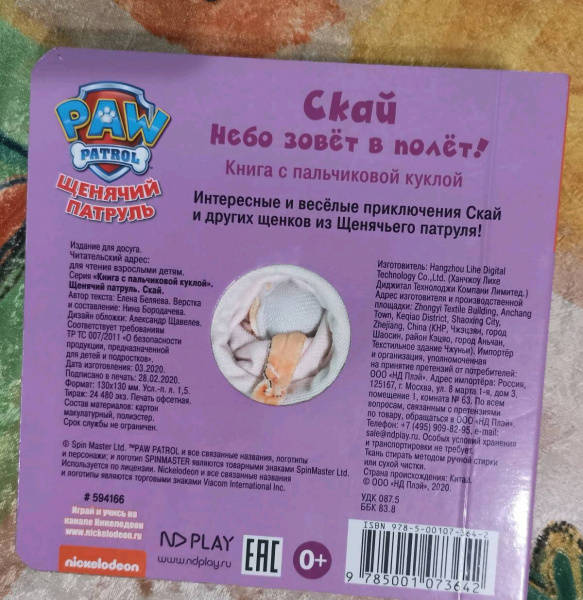 PAW
PATROL
ЩЕНЯЧИЙ
ПАТРУЛЬ
Скай
Небо зовёт в полёт!
Книга с пальчиковой куклой
Интересные и весёлые приключения Скай
и других щенков из Щенячьего патруля!
Издание для досуга.
Читательский адрес:
для чтения взрослыми детям.
Серия «Книга с пальчиковой куклой».
Щенячий патруль. Скай.
Автор текста: Елена Беляева. Верстка
и составление: Нина Бородачева.
Дизайн обложки: Александр Щавелев.
Соответствует требованиям
ТР ТС 007/2011 «О безопасности
продукции, предназначенной
для детей и подростков».
Дата изготовления: 03.2020.
Подписано в печать: 28.02.2020.
Формат: 130х130 мм. Усл.-п. л. 1,5.
Тираж: 24 480 экз. Печать офсетная.
Состав материалов: картон
макулатурный, полиэстер.
Срок службы не ограничен.
Изготовитель: Hangzhou Lihe Digital
Technology Co.,Ltd. (Ханчжоу Лихе
Диджитал Технолоджи Компани Лимитед.)
Адрес изготовителя и производственной
площадки: Zhongyi Textile Building, Anchang
Town, Keqiao District, Shaoxing City,
Zhejiang, China (КНР, Чжэцзян, город
Шаосин, район Кэцяо, город Аньчан,
Текстильное здание Чжуньи). Импортёр
и организация, уполномоченная
на принятие претензий от потребителей:
ООО «НД Плэй». Адрес импортёра: Россия,
125167, г. Москва, ул. 8 марта 1-я, дом 3,
помещение 1, комната № 63. По всем
вопросам, связанным с претензиями
по товару, обращаться в ООО «НД Плэй».
Телефон: +7 (495) 909-82-95, e-mail:
sale@ndplay.ru. Особых условий хранения
и транспортировки не требует.
Ткань стирать методом ручной стирки
или сухой чистки.
Страна происхождения: Китай.
© ООО «НД Плэй», 2020.
© Spin Master Ltd. ™PAW PATROL и все связанные названия, логотипы
и персонажи; и логотип SPINMASTER являются товарными знаками SpinMaster Ltd.
Используется по лицензии. Nickelodeon и все связанные названия
и логотипы являются торговыми знаками Viacom International Inc.
УДК 087.5
ББК 83.8
# 594166
Играй и учись на
канале Никелодеон
www.nickelodeon.ru
nickelodeon
ND PLAY
www.ndplay.ru
EAC
0+
ISBN 978-5-00107-364-2
9 785001 073642